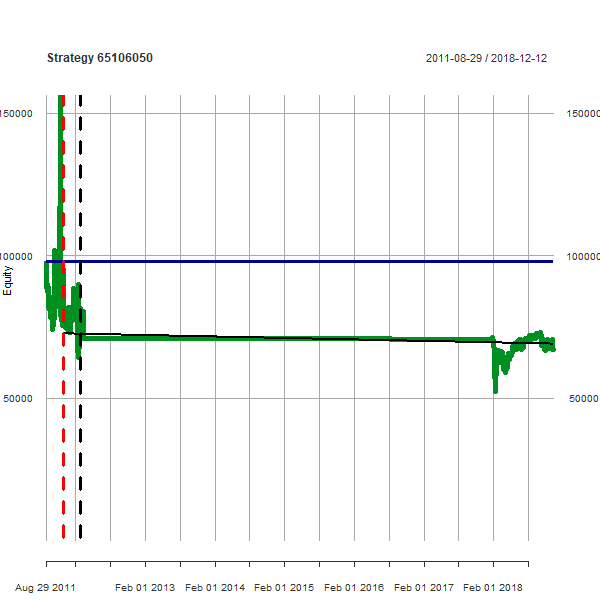 Strategy 65106050
2011-08-29 / 2018-12-12
150000
150000
100000
100000
Equity
50000
50000
Aug 29 2011
Feb 01 2013
Feb 01 2014
Feb 01 2015
Feb 01 2016
Feb 01 2017
Feb 01 2018